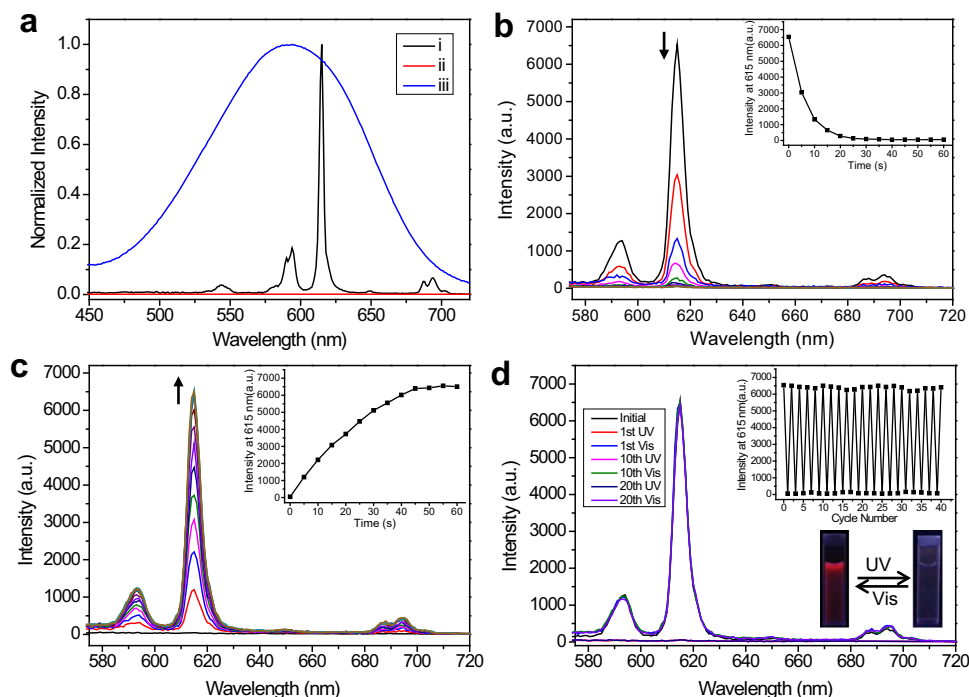 a
Normalized Intensity
1.0
0.8
0.6
0.4
0.2
0.0
i
ii
iii
450 500 550 600 650 700
Wavelength (nm)
b
Intensity (a.u.)
7000
6000
5000
4000
3000
2000
1000
0
580 600 620 640 660 680 700 720
Wavelength (nm)
Intensity at 615 nm(a.u.)
7000
6000
5000
4000
3000
2000
1000
0
0 10 20 30 40 50 60
Time (s)
c
Intensity (a.u.)
7000
6000
5000
4000
3000
2000
1000
0
580 600 620 640 660 680 700 720
Wavelength (nm)
Intensity at 615 nm(a.u.)
7000
6000
5000
4000
3000
2000
1000
0
0 10 20 30 40 50 60
Time (s)
d
Intensity (a.u.)
7000
6000
5000
4000
3000
2000
1000
0
580 600 620 640 660 680 700 720
Wavelength (nm)
Initial
1st UV
1st Vis
10th UV
10th Vis
20th UV
20th Vis
Intensity at 615 nm(a.u.)
7000
6000
5000
4000
3000
2000
1000
0
0 5 10 15 20 25 30 35 40
Cycle Number
UV
Vis